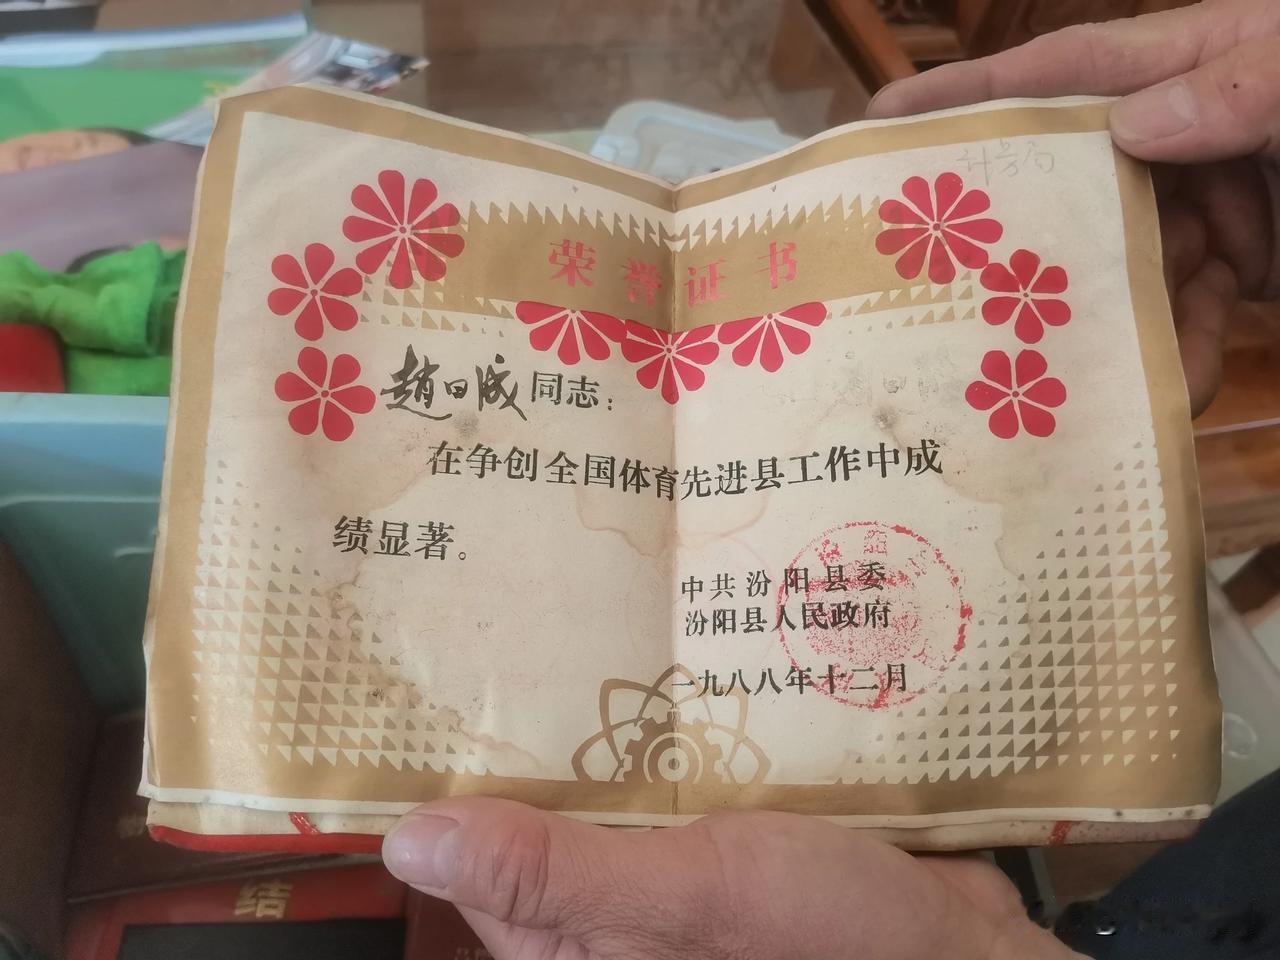 荣誉证书
赵日成同志：
在争创全国体育先进县工作中成
绩显著。
中共汾阳县委
汾阳县人民政府
一九八八年十二月
结